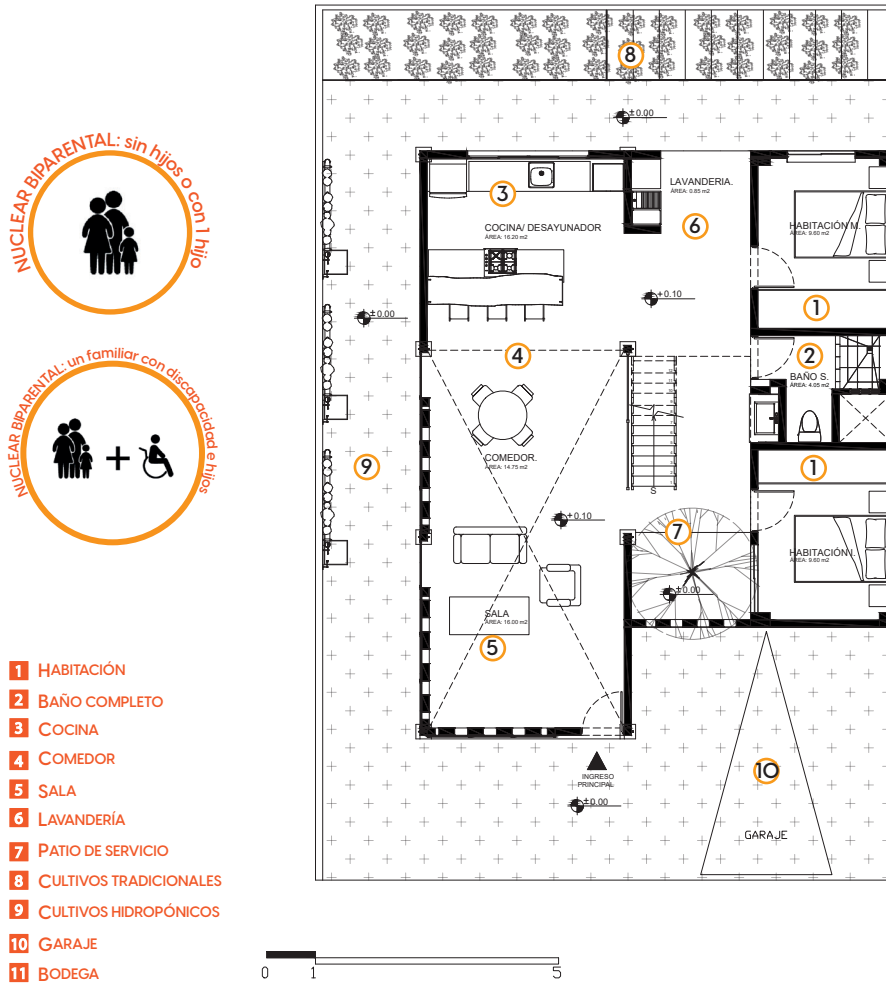 NUCLEAR BIPARENTAL: sin hijos o con 1 hijo
NUCLEAR BIPARENTAL: un familiar con discapacidad e hijos
+
1 HABITACIÓN
2 BAÑO COMPLETO
3 COCINA
4 COMEDOR
5 SALA
6 LAVANDERÍA
7 PATIO DE SERVICIO
8 CULTIVOS TRADICIONALES
9 CULTIVOS HIDROPÓNICOS
10 GARAJE
11 BODEGA
8
±0.00
3
COCINA/ DESAYUNADOR
ÁREA: 16.20 m2
LAVANDERIA.
ÁREA: 0.85 m2
6
HABITACIÓN M.
ÁREA: 9.60 m2
1
+0.10
±0.00
4
2
BAÑO S.
ÁREA: 4.05 m2
COMEDOR.
ÁREA: 14.75 m2
9
1
S
+0.10
7
HABITACIÓN I.
ÁREA: 9.60 m2
±0.00
SALA
ÁREA: 16.00 m2
5
INGRESO
PRINCIPAL
±0.00
10
GARAJE
0 1 5